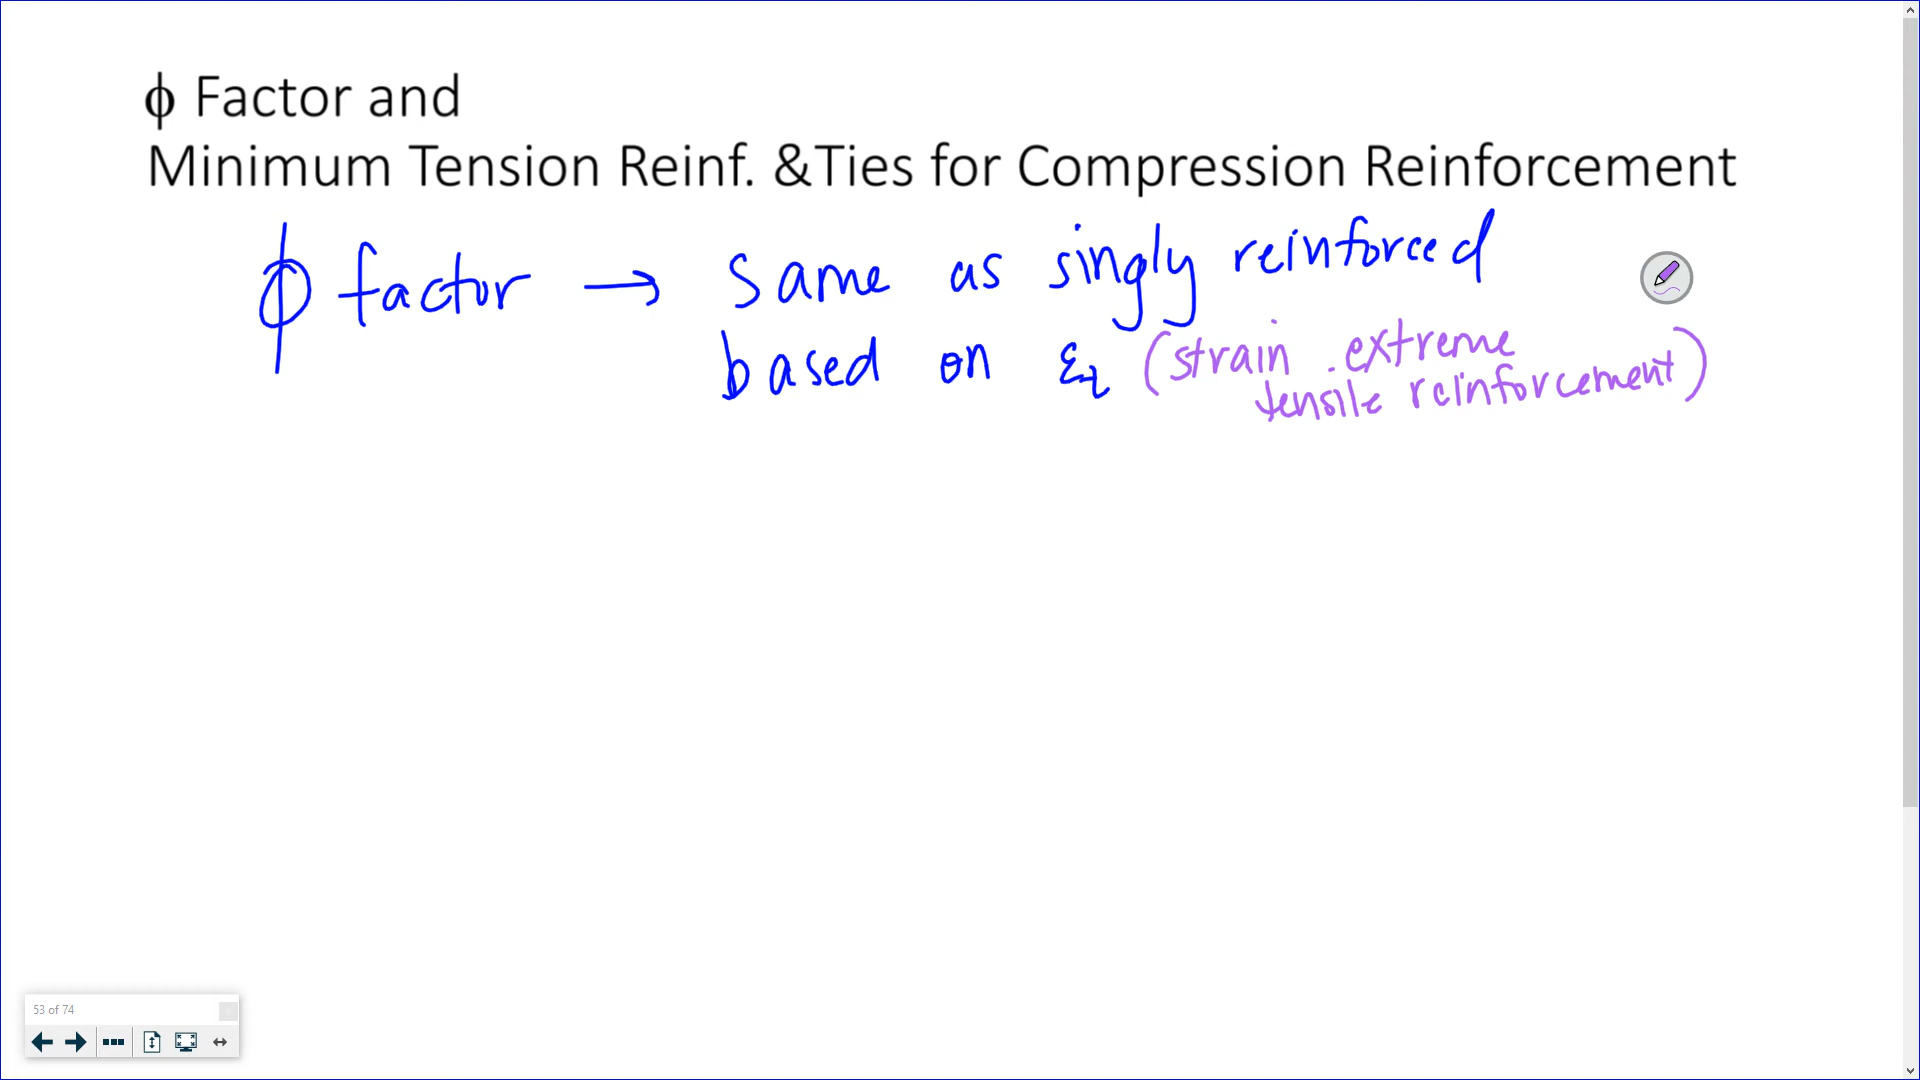 ϕ Factor and
Minimum Tension Reinf. &Ties for Compression Reinforcement
ϕ factor → same as singly reinforced
based on εt (strain extreme
tensile reinforcement)
53 of 74